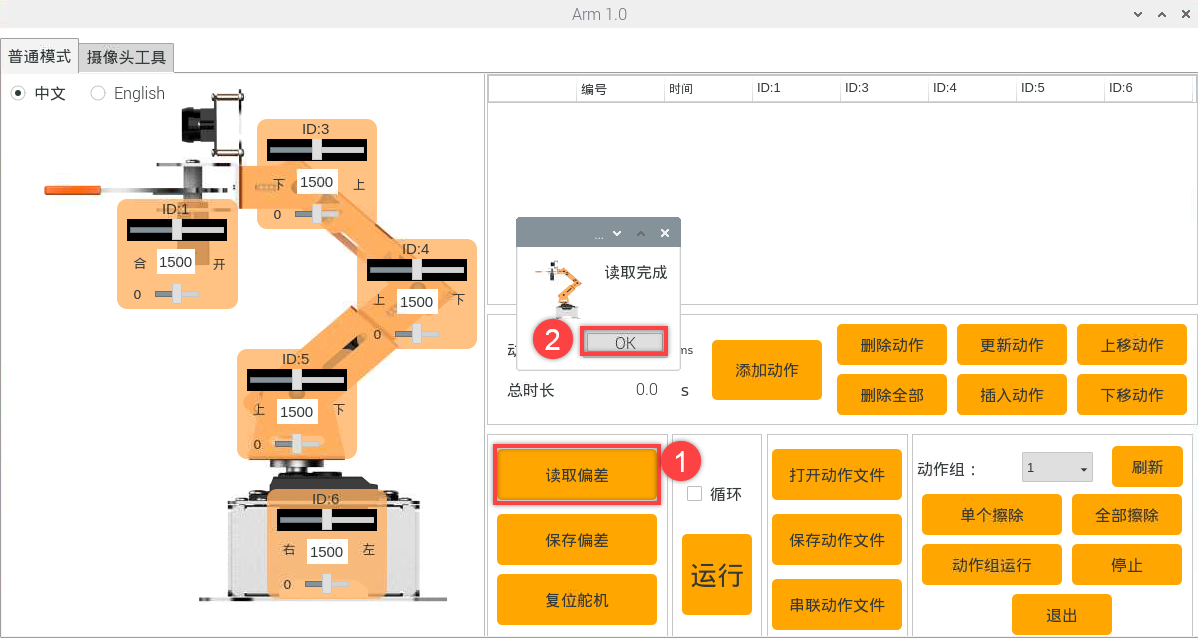 Arm 1.0
普通模式 摄像头工具
中文 English
编号 时间 ID:1 ID:3 ID:4 ID:5 ID:6
ID:3
下 1500 上
0
ID:1
合 1500 开
0
ID:4
上 1500 下
0
ID:5
上 1500 下
0
ID:6
右 1500 左
0
...
读取完成
2 OK
动 ms
总时长 0.0 s
添加动作
删除动作 更新动作 上移动作
删除全部 插入动作 下移动作
读取偏差 1
保存偏差
复位舵机
循环
运行
打开动作文件
保存动作文件
串联动作文件
动作组： 1 刷新
单个擦除 全部擦除
动作组运行 停止
退出